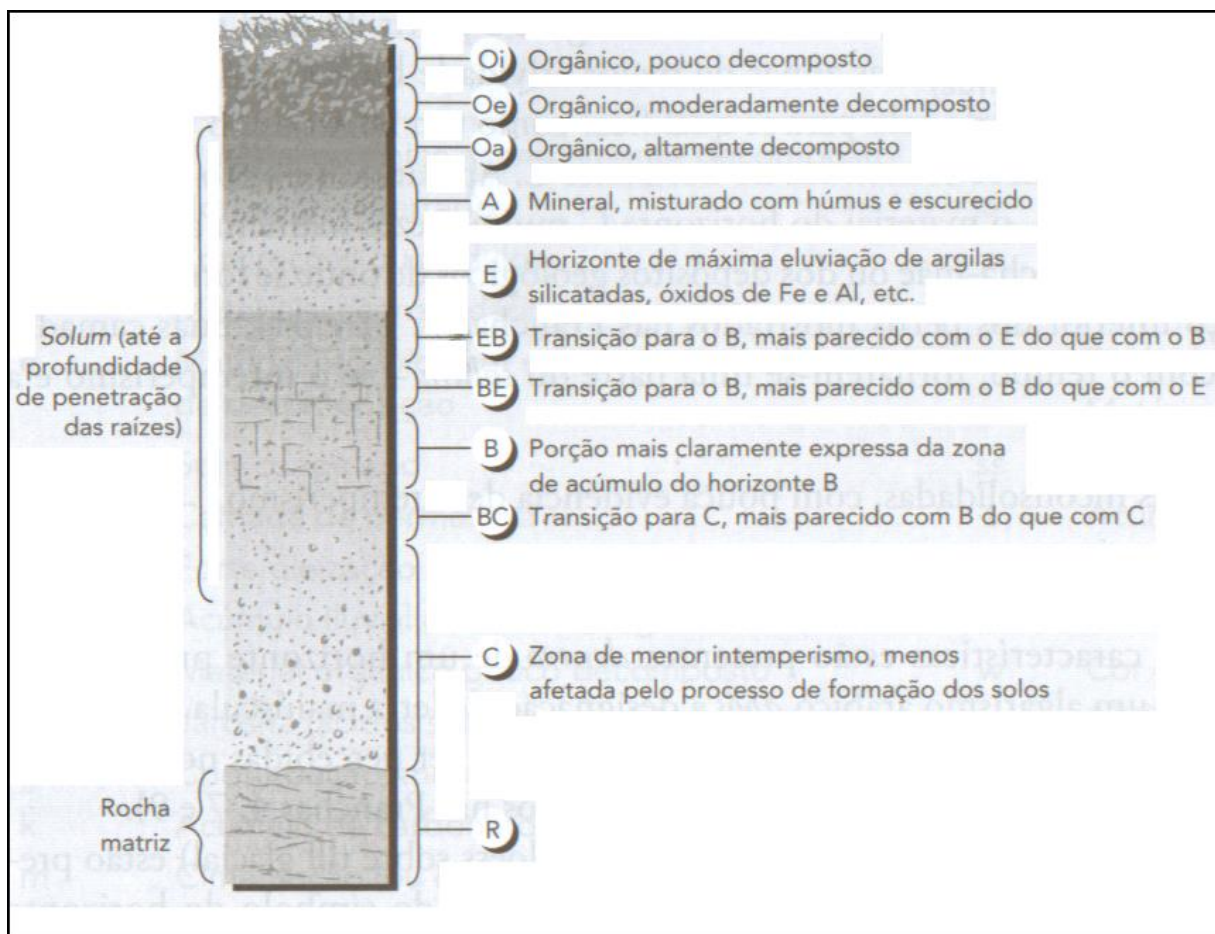 Oi Orgânico, pouco decomposto
Oe Orgânico, moderadamente decomposto
Oa Orgânico, altamente decomposto
A Mineral, misturado com húmus e escurecido
E Horizonte de máxima eluviação de argilas
silicatadas, óxidos de Fe e Al, etc.
EB Transição para o B, mais parecido com o E do que com o B
BE Transição para o B, mais parecido com o B do que com o E
B Porção mais claramente expressa da zona
de acúmulo do horizonte B
BC Transição para C, mais parecido com B do que com C
C Zona de menor intemperismo, menos
afetada pelo processo de formação dos solos
R
Solum (até a
profundidade
de penetração
das raízes)
Rocha
matriz